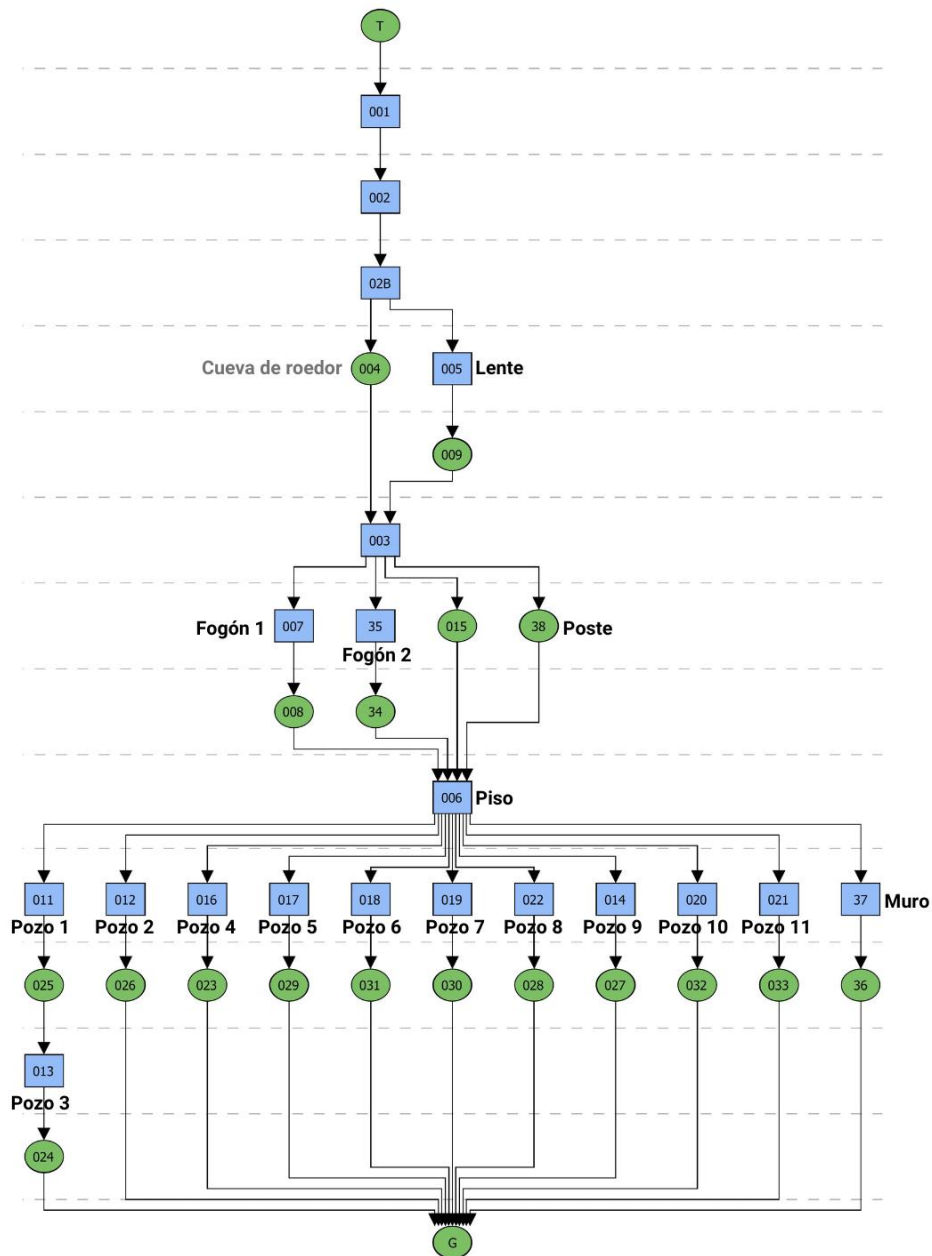 T
001
002
02B
Cueva de roedor 004 005 Lente
009
003
Fogón 1 007 35 015 38 Poste
Fogón 2
008 34
006 Piso
011 012 016 017 018 019 022 014 020 021 37 Muro
Pozo 1 Pozo 2 Pozo 4 Pozo 5 Pozo 6 Pozo 7 Pozo 8 Pozo 9 Pozo 10 Pozo 11
025 026 023 029 031 030 028 027 032 033 36
013
Pozo 3
024
G